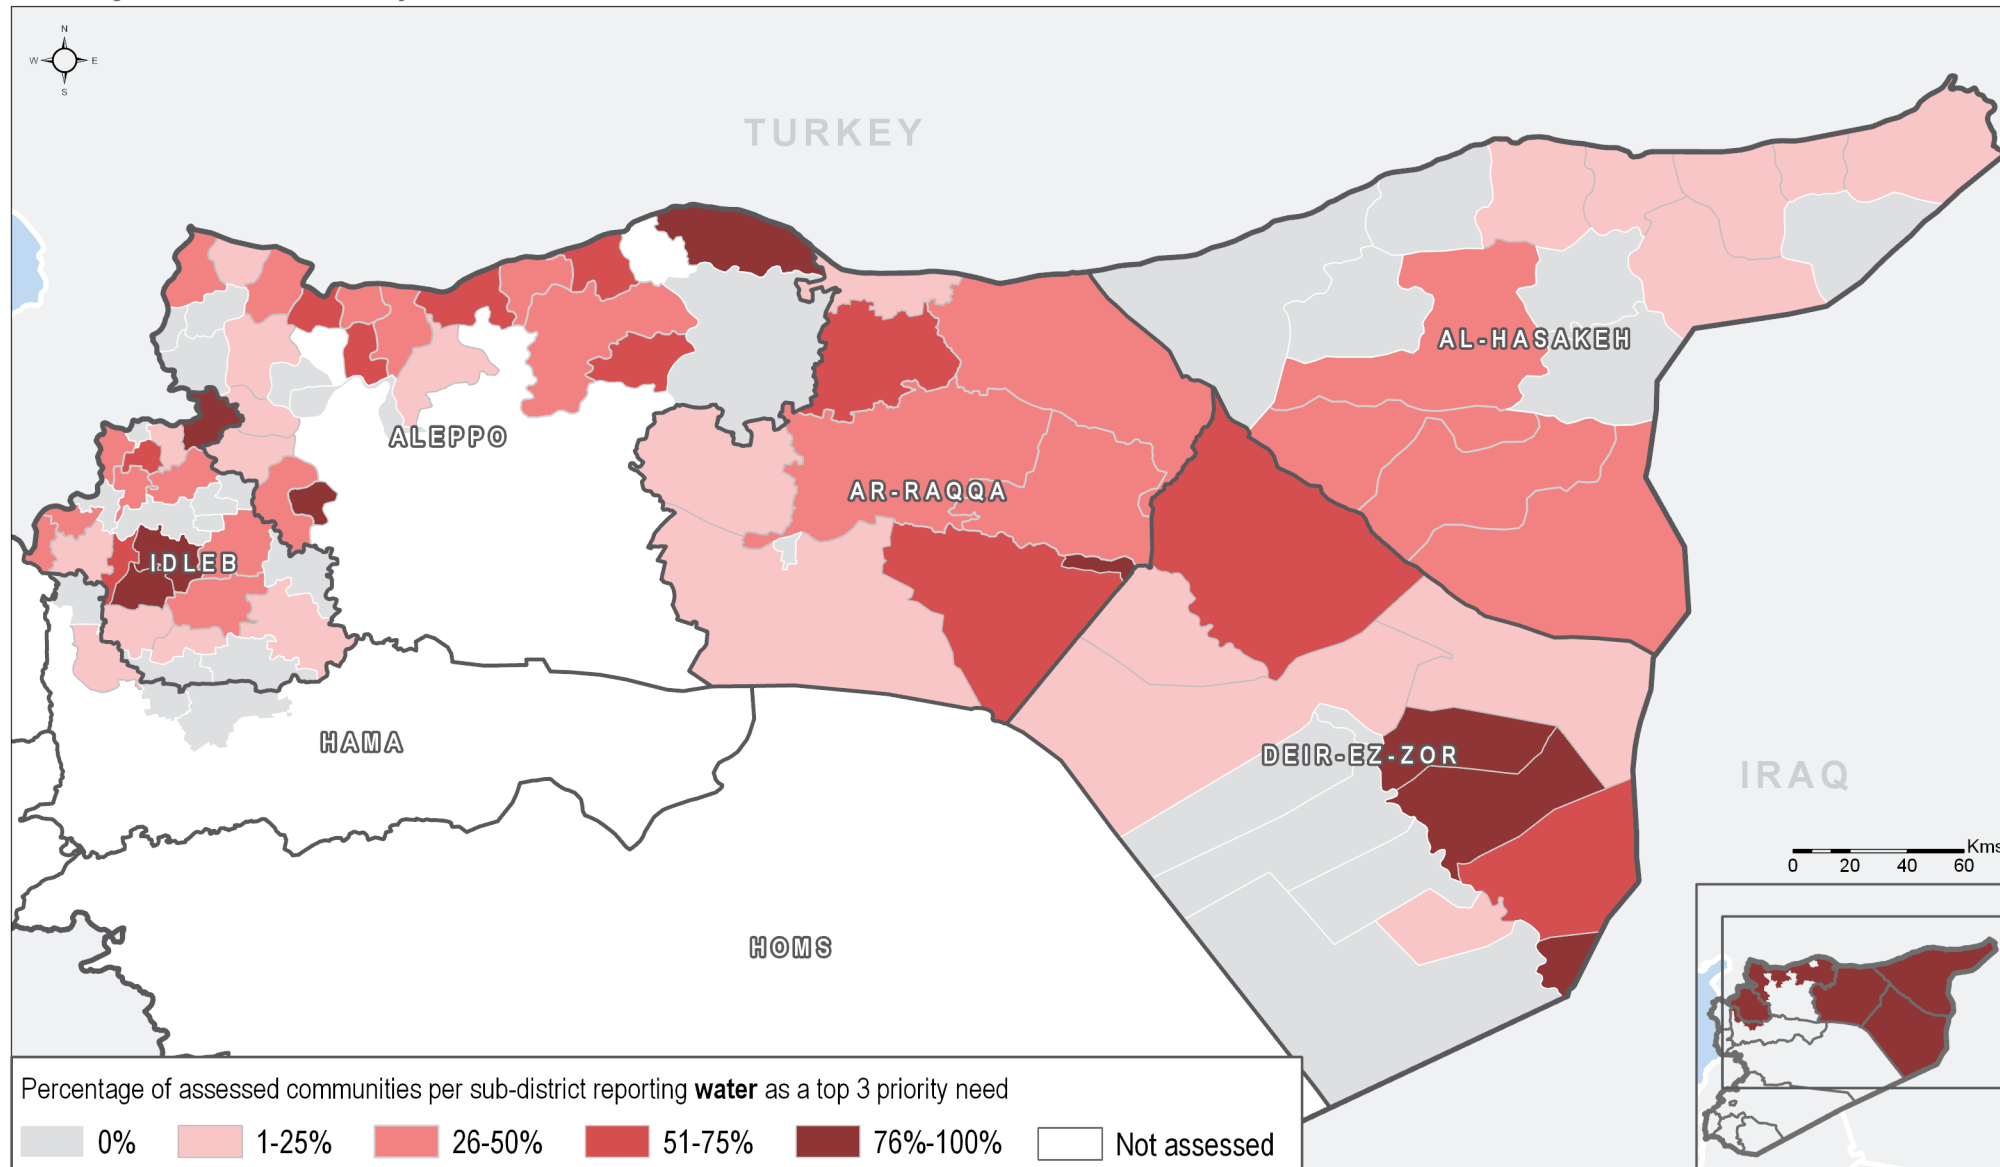 N
W E
S
TURKEY
AL-HASAKEH
ALEPPO
AR-RAQQA
IDLEB
HAMA
DEIR-EZ-ZOR
IRAQ
Kms
0 20 40 60
HOMS
Percentage of assessed communities per sub-district reporting water as a top 3 priority need
0% 1-25% 26-50% 51-75% 76%-100% Not assessed